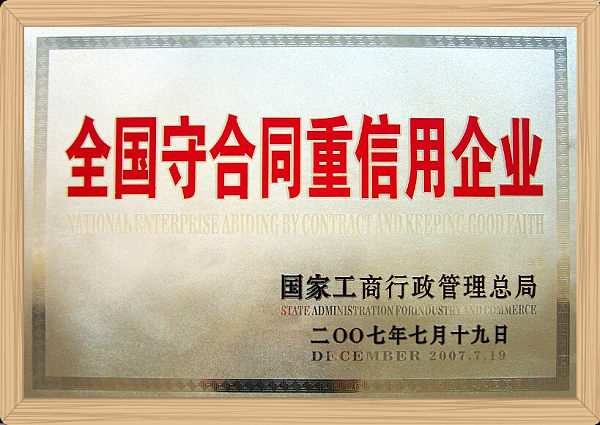 全国守合同重信用企业
NATIONAL ENTERPRISE ABIDING BY CONTRACT AND KEEPING GOOD FAITH
国家工商行政管理总局
STATE ADMINISTRATION FORINDUSTRY AND COMMERCE
二〇〇七年七月十九日
DECEMBER 2007.7.19